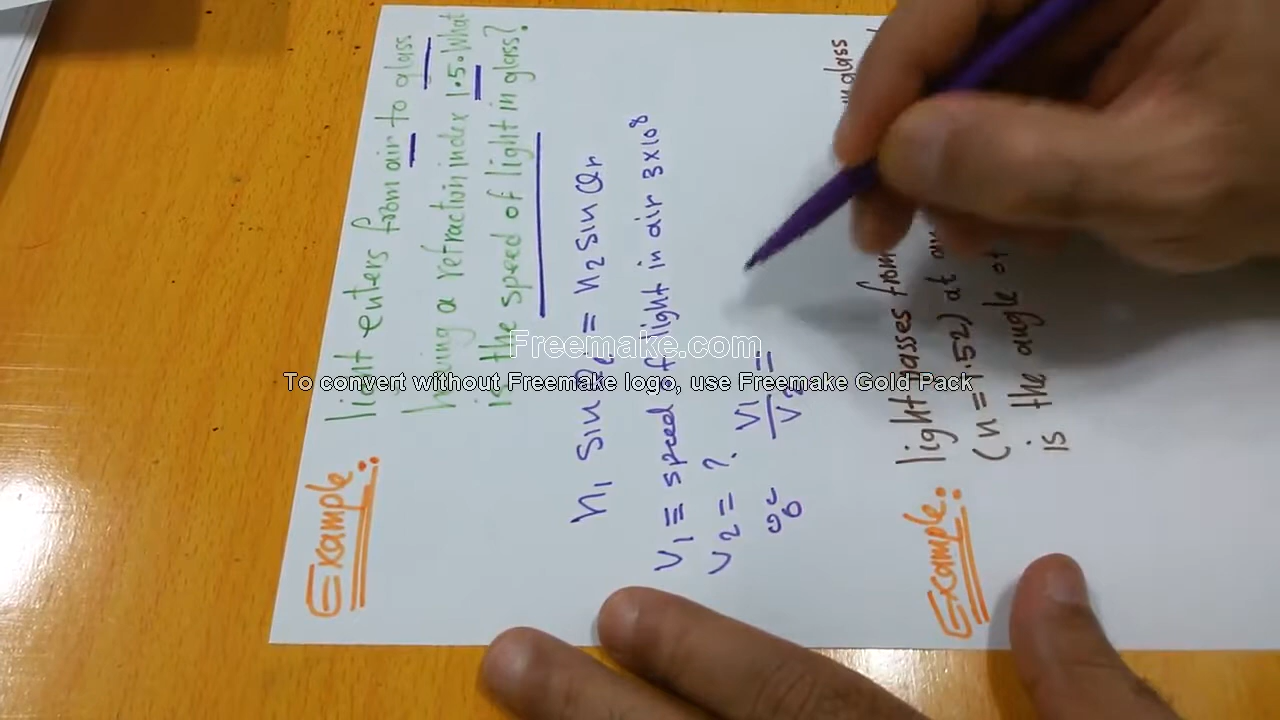 Example:
light enters from air to glass
having a refraction index 1.5. What
is the speed of light in glass?
n1 sin θi = n2 sin θr
v1 = speed of light in air 3x10^8
v2 = ?
v1/v2 =
Example:
light passes from
(n=1.52) at
is the angle of
glass
Freemake.com
To convert without Freemake logo, use Freemake Gold Pack